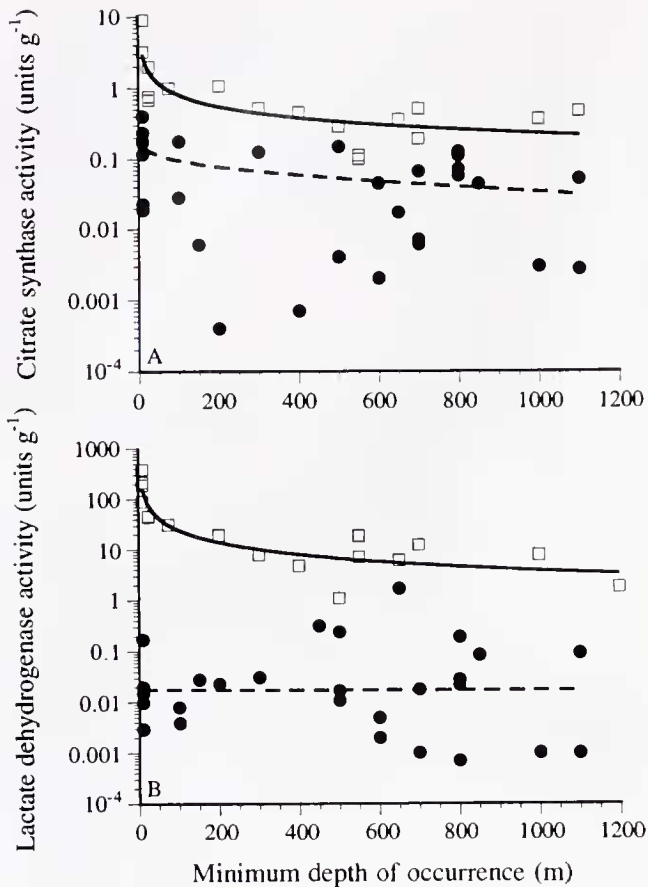 Citrate synthase activity (units g⁻¹)
10
1
0.1
0.01
0.001
10⁻⁴
A
0 200 400 600 800 1000 1200
Lactate dehydrogenase activity (units g⁻¹)
1000
100
10
1
0.1
0.01
0.001
10⁻⁴
B
0 200 400 600 800 1000 1200
Minimum depth of occurrence (m)